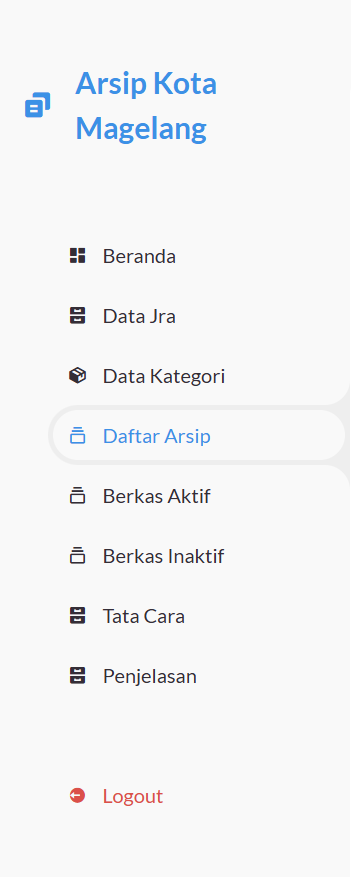 Arsip Kota
Magelang
Beranda
Data Jra
Data Kategori
Daftar Arsip
Berkas Aktif
Berkas Inaktif
Tata Cara
Penjelasan
Logout